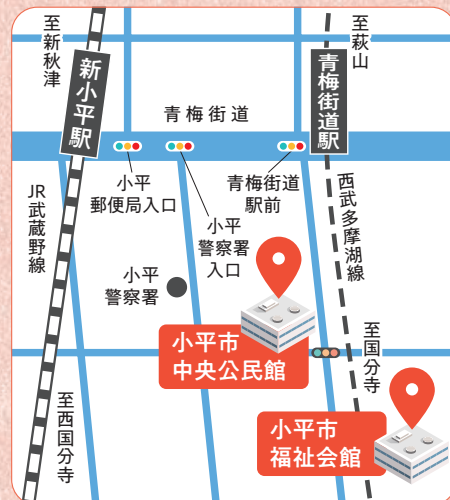 至新秋津
至萩山
新小平駅
青梅街道駅
青梅街道
小平
郵便局入口
小平
警察署
入口
青梅街道
駅前
JR武蔵野線
西武多摩湖線
小平
警察署
小平市
中央公民館
至国分寺
至西国分寺
小平市
福祉会館